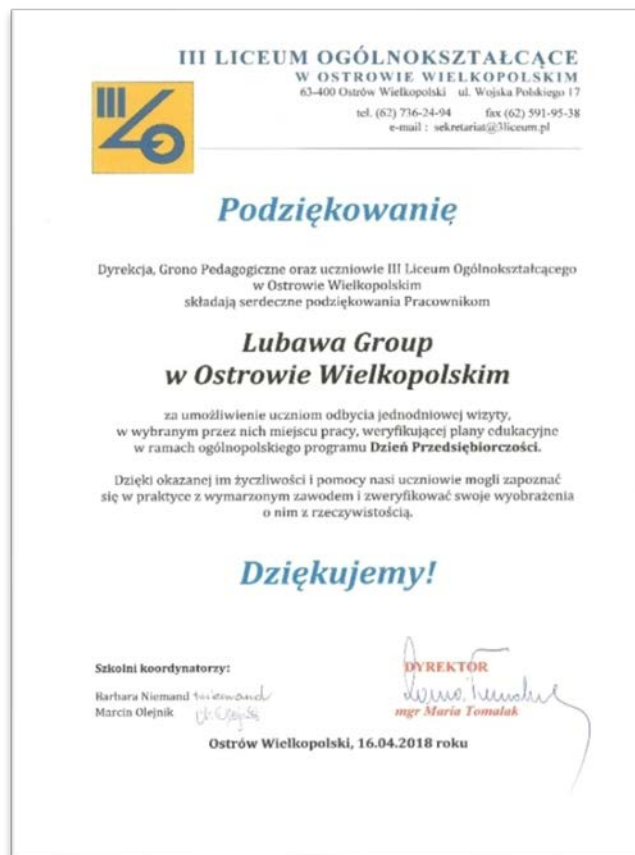 III LICEUM OGÓLNOKSZTAŁCĄCE
W OSTROWIE WIELKOPOLSKIM
63-400 Ostrów Wielkopolski ul. Wojska Polskiego 17
tel. (62) 736-24-94 fax (62) 591-95-38
e-mail : sekretariat@3liceum.pl
III LO
Podziękowanię
Dyrekcja, Grono Pedagogiczne oraz uczniowie III Liceum Ogólnokształcącego
w Ostrowie Wielkopolskim
składają serdeczne podziękowania Pracownikom
Lubawa Group
w Ostrowie Wielkopolskim
za umożliwienie uczniom odbycia jednodniowej wizyty,
w wybranym przez nich miejscu pracy, weryfikującej plany edukacyjne
w ramach ogólnopolskiego programu Dzień Przedsiębiorczości.
Dzięki okazanej im życzliwości i pomocy nasi uczniowie mogli zapoznać
się w praktyce z wymarzonym zawodem i zweryfikować swoje wyobrażenia
o nim z rzeczywistością.
Dziękujemy!
Szkolni koordynatorzy:
DYREKTOR
Barbara Niemand
Marcin Olejnik
mgr Maria Tomalak
Ostrów Wielkopolski, 16.04.2018 roku